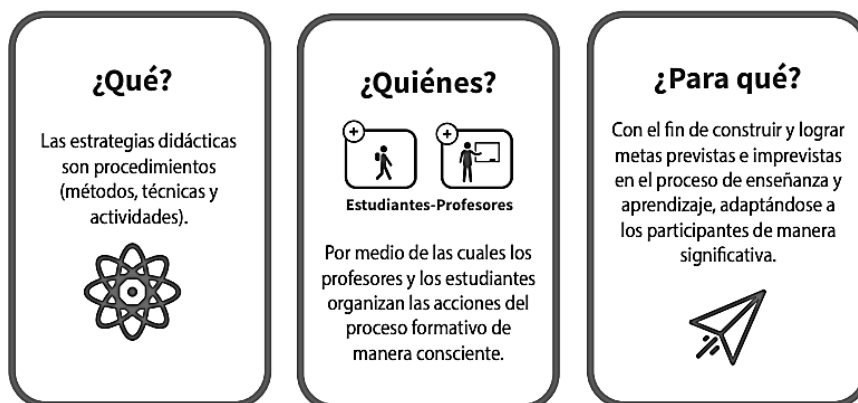 ¿Qué?
Las estrategias didácticas
son procedimientos
(métodos, técnicas y
actividades).
¿Quiénes?
Estudiantes-Profesores
Por medio de las cuales los
profesores y los estudiantes
organizan las acciones del
proceso formativo de
manera consciente.
¿Para qué?
Con el fin de construir y lograr
metas previstas e imprevistas
en el proceso de enseñanza y
aprendizaje, adaptándose a
los participantes de manera
significativa.